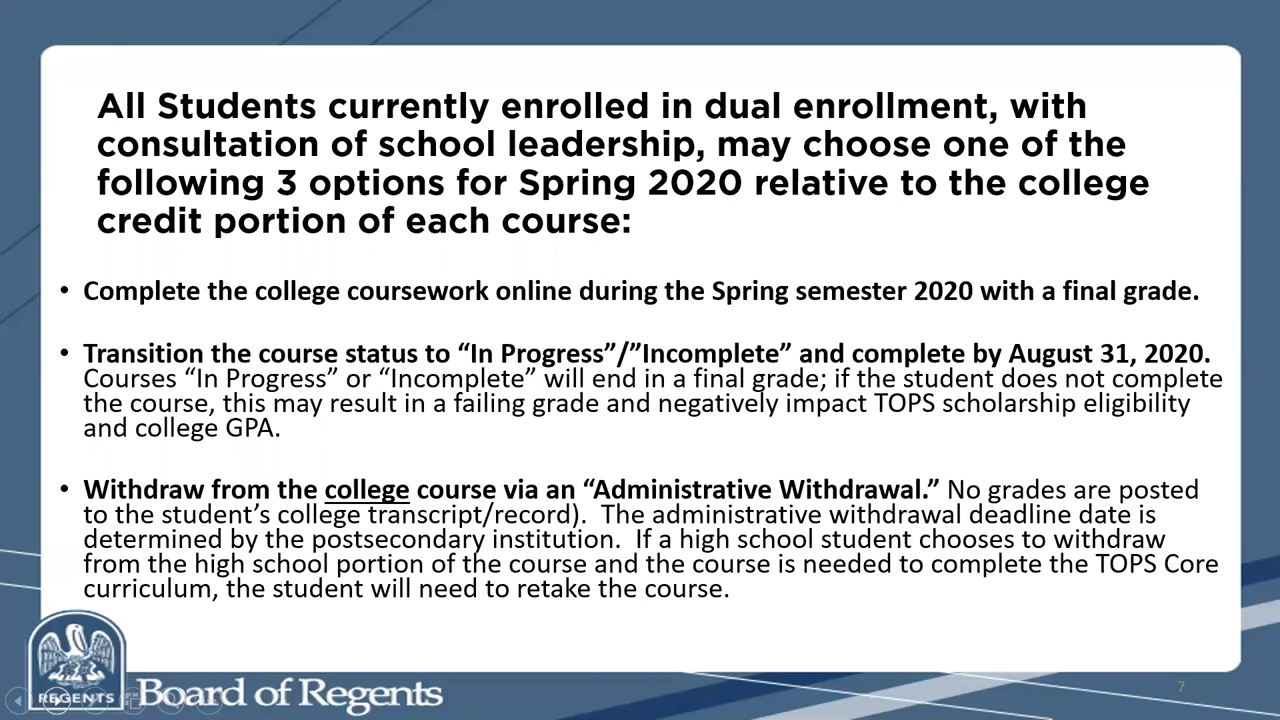 All Students currently enrolled in dual enrollment, with
consultation of school leadership, may choose one of the
following 3 options for Spring 2020 relative to the college
credit portion of each course:
• Complete the college coursework online during the Spring semester 2020 with a final grade.
• Transition the course status to “In Progress”/”Incomplete” and complete by August 31, 2020.
Courses “In Progress” or “Incomplete” will end in a final grade; if the student does not complete
the course, this may result in a failing grade and negatively impact TOPS scholarship eligibility
and college GPA.
• Withdraw from the college course via an “Administrative Withdrawal.” No grades are posted
to the student’s college transcript/record).  The administrative withdrawal deadline date is
determined by the postsecondary institution.  If a high school student chooses to withdraw
from the high school portion of the course and the course is needed to complete the TOPS Core
curriculum, the student will need to retake the course.
REGENTS
Board of Regents
7